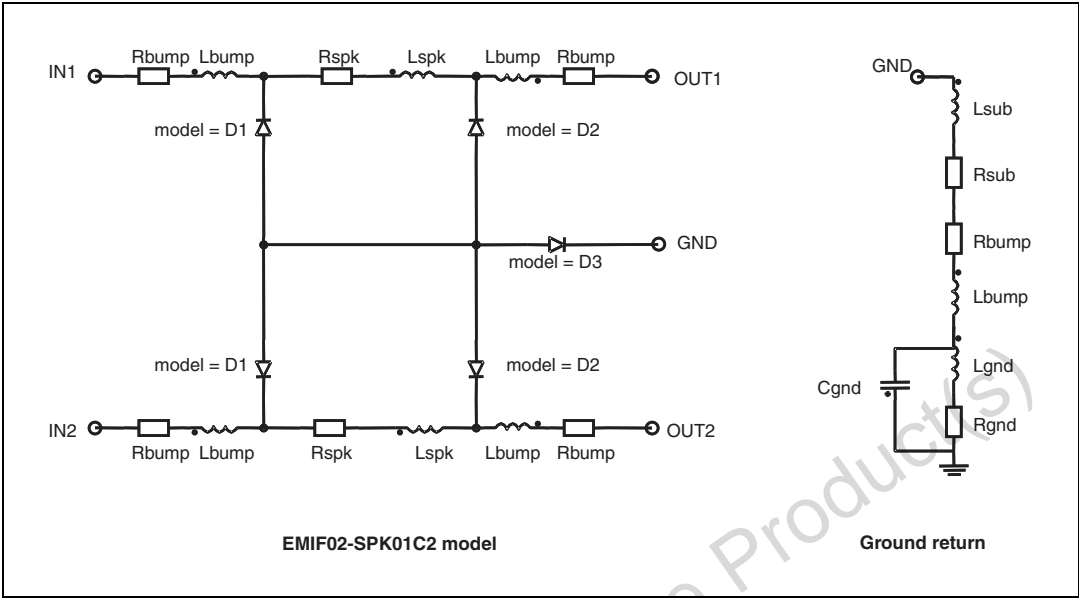 Rbump Lbump Rspk Lspk Lbump Rbump
IN1 OUT1
model = D1 model = D2
GND
model = D3
model = D1 model = D2
IN2 OUT2
Rbump Lbump Rspk Lspk Lbump Rbump
EMIF02-SPK01C2 model
GND
Lsub
Rsub
Rbump
Lbump
Lgnd
Cgnd
Rgnd
Ground return
Product(s)